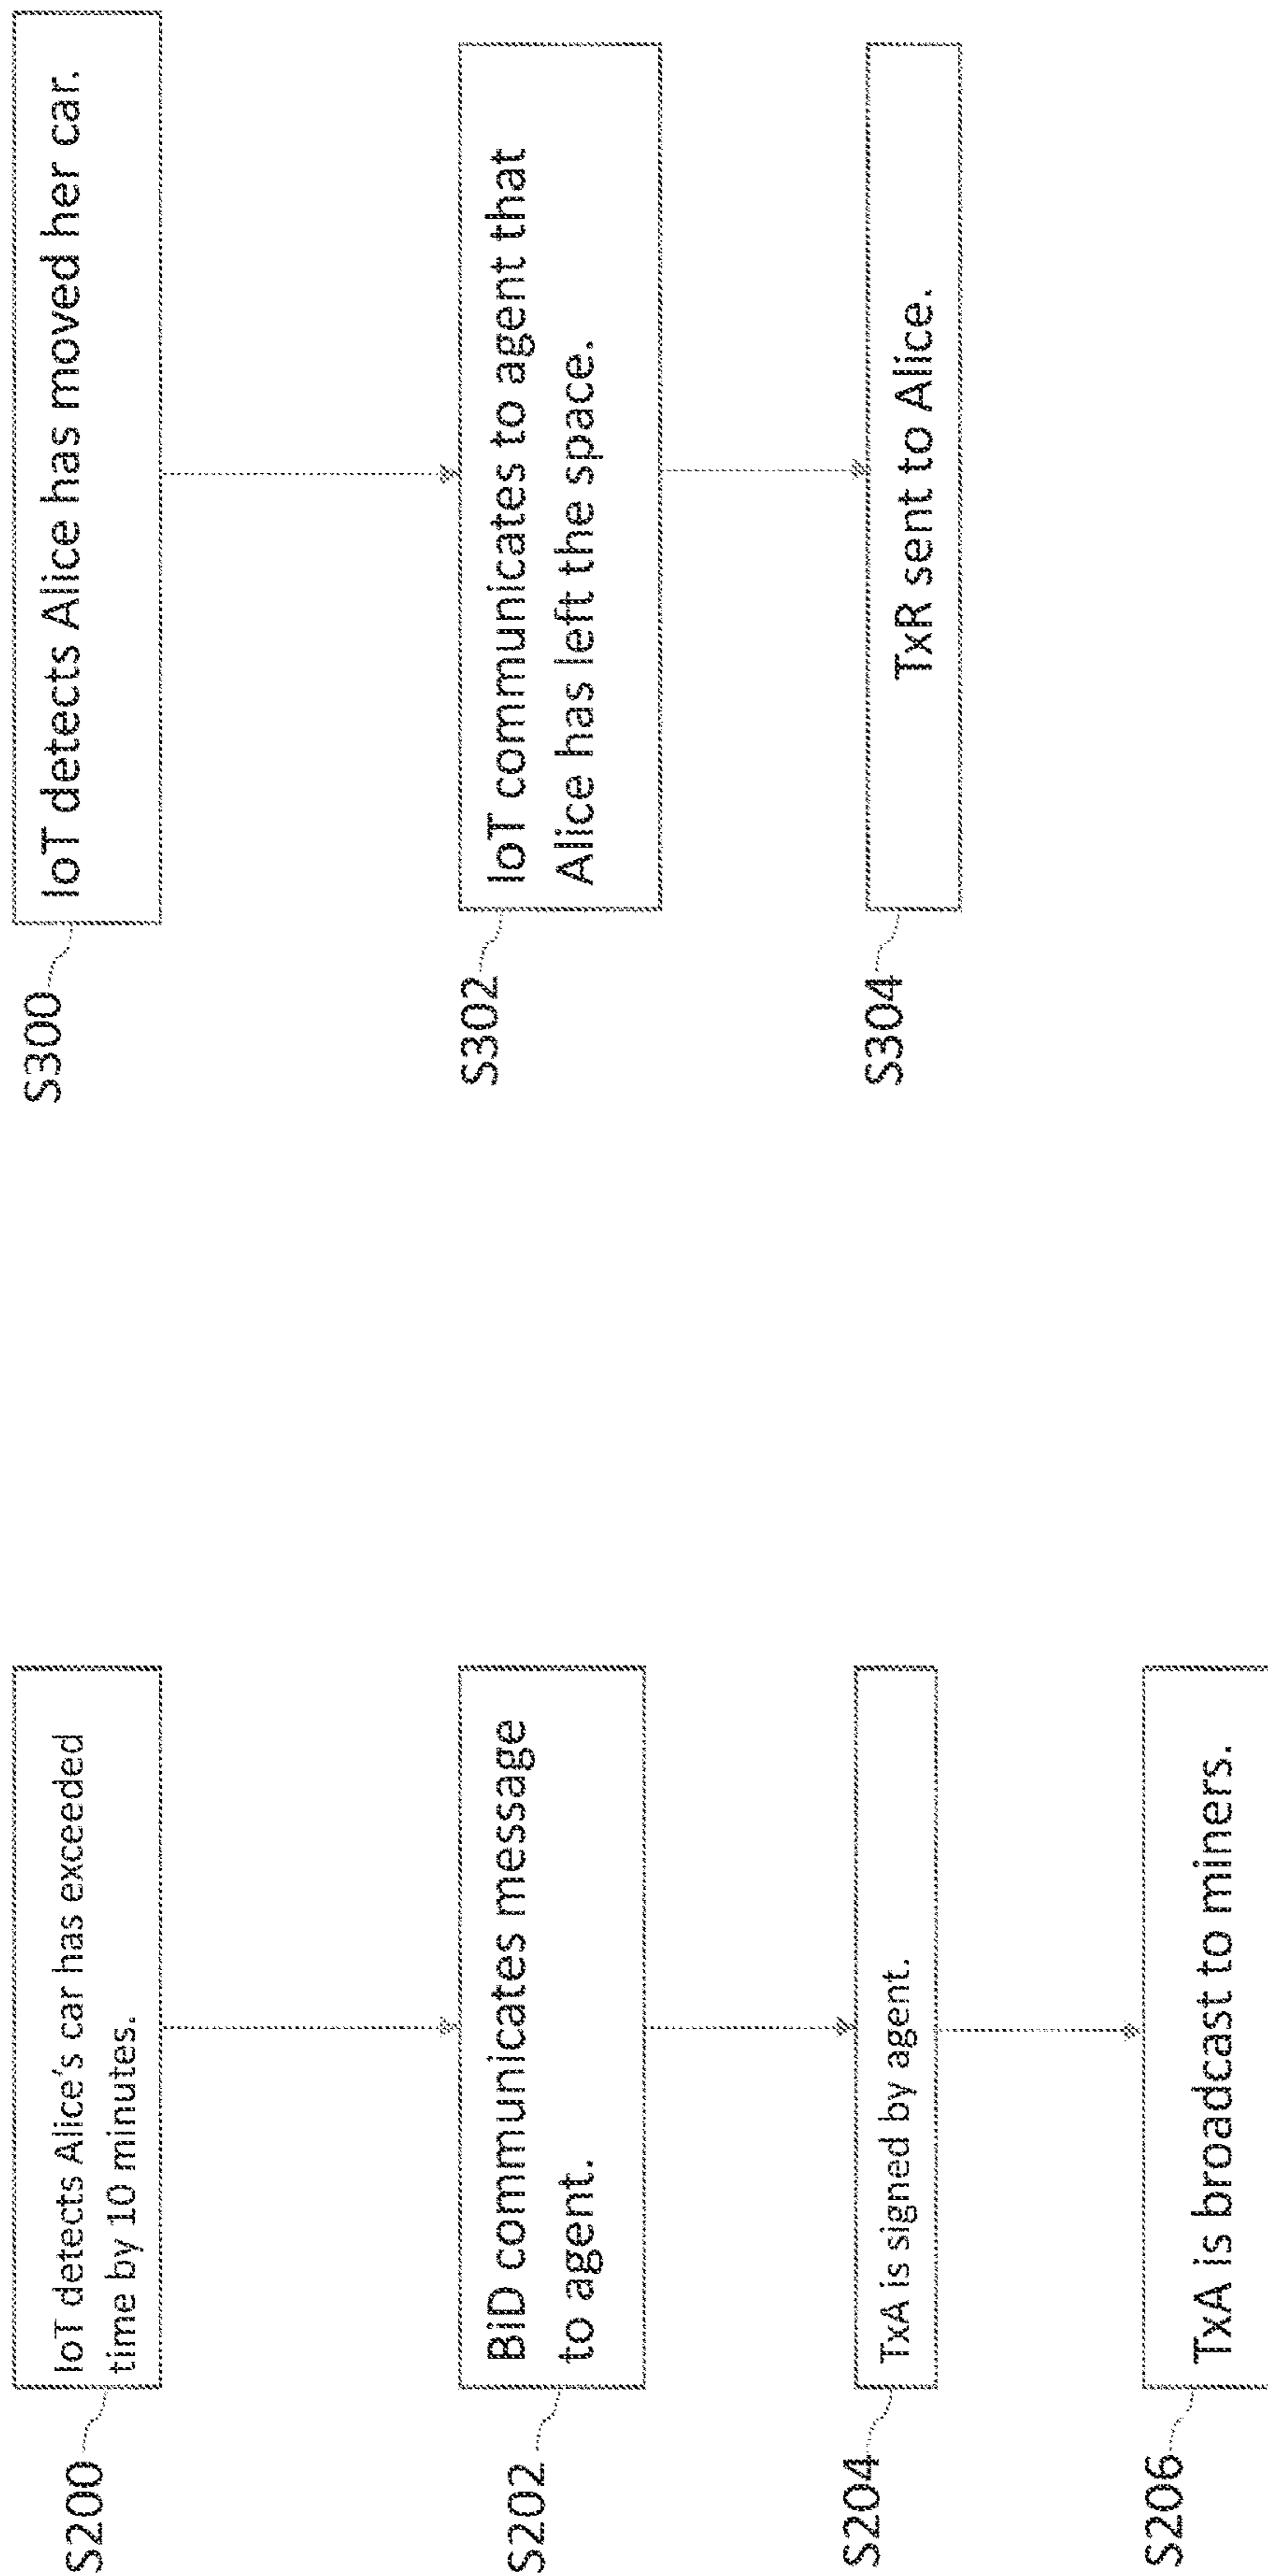 S200
IoT detects Alice's car has exceeded
time by 10 minutes.
S202
BiD communicates message
to agent.
S204
TxA is signed by agent.
S206
TxA is broadcast to miners.
S300
IoT detects Alice has moved her car.
S302
IoT communicates to agent that
Alice has left the space.
S304
TxR sent to Alice.